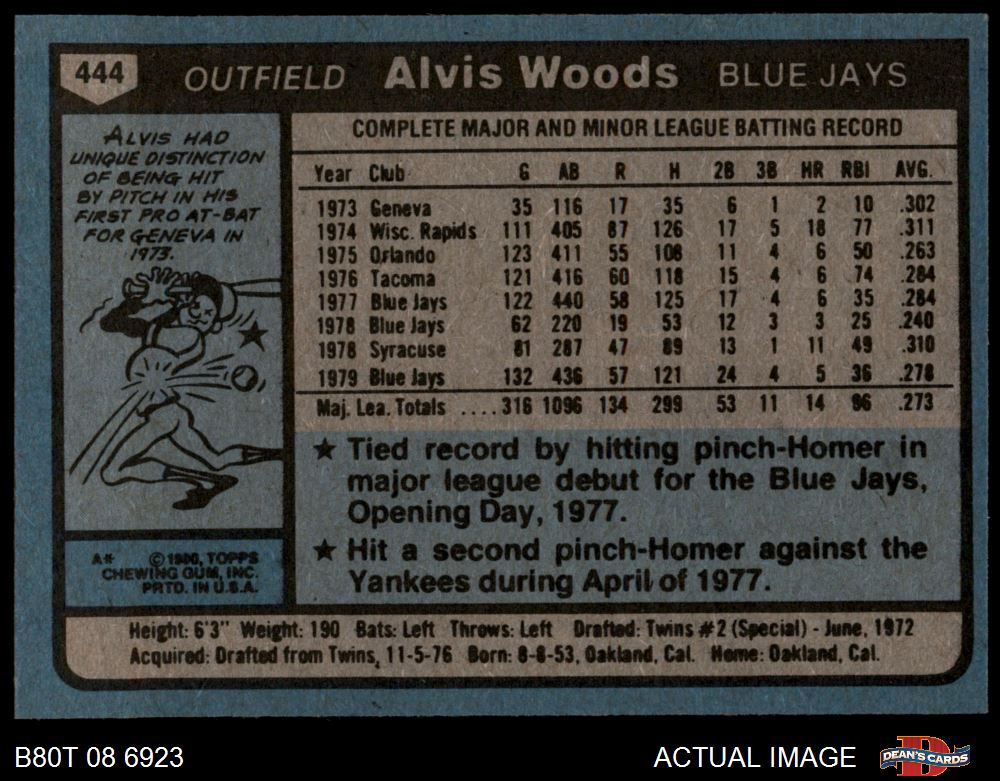 444 OUTFIELD Alvis Woods BLUE JAYS
ALVIS HAD
UNIQUE DISTINCTION
OF BEING HIT
BY PITCH IN HIS
FIRST PRO AT-BAT
FOR GENEVA IN
1973.
COMPLETE MAJOR AND MINOR LEAGUE BATTING RECORD
Year Club G AB R H 2B 3B HR RBI AVG.
1973 Geneva 35 116 17 35 6 1 2 10 .302
1974 Wisc. Rapids 111 405 87 126 17 5 18 77 .311
1975 Orlando 123 411 55 108 11 4 6 50 .263
1976 Tacoma 121 416 60 118 15 4 6 74 .284
1977 Blue Jays 122 440 58 125 17 4 6 35 .284
1978 Blue Jays 62 220 19 53 12 3 3 25 .240
1978 Syracuse 81 287 47 89 13 1 11 49 .310
1979 Blue Jays 132 436 57 121 24 4 5 36 .278
Maj. Lea. Totals ....316 1096 134 299 53 11 14 96 .273
★ Tied record by hitting pinch-Homer in
major league debut for the Blue Jays,
Opening Day, 1977.
★ Hit a second pinch-Homer against the
Yankees during April of 1977.
A* © 1980, TOPPS
CHEWING GUM, INC.
PRTD. IN U.S.A.
Height: 6'3" Weight: 190 Bats: Left Throws: Left Drafted: Twins #2 (Special) - June, 1972
Acquired: Drafted from Twins, 11-5-76 Born: 8-8-53, Oakland, Cal. Home: Oakland, Cal.
B80T 08 6923 ACTUAL IMAGE DEAN'S CARDS